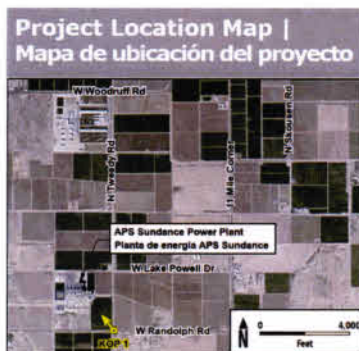 Project Location Map |
Mapa de ubicación del proyecto
W Woodruff Rd
N Tweedy Rd
11 Mile Corner
N Skousen Rd
APS Sundance Power Plant
Planta de energía APS Sundance
W Lake Powell Dr
W Randolph Rd
KOP 1
N
0 4,000
Feet